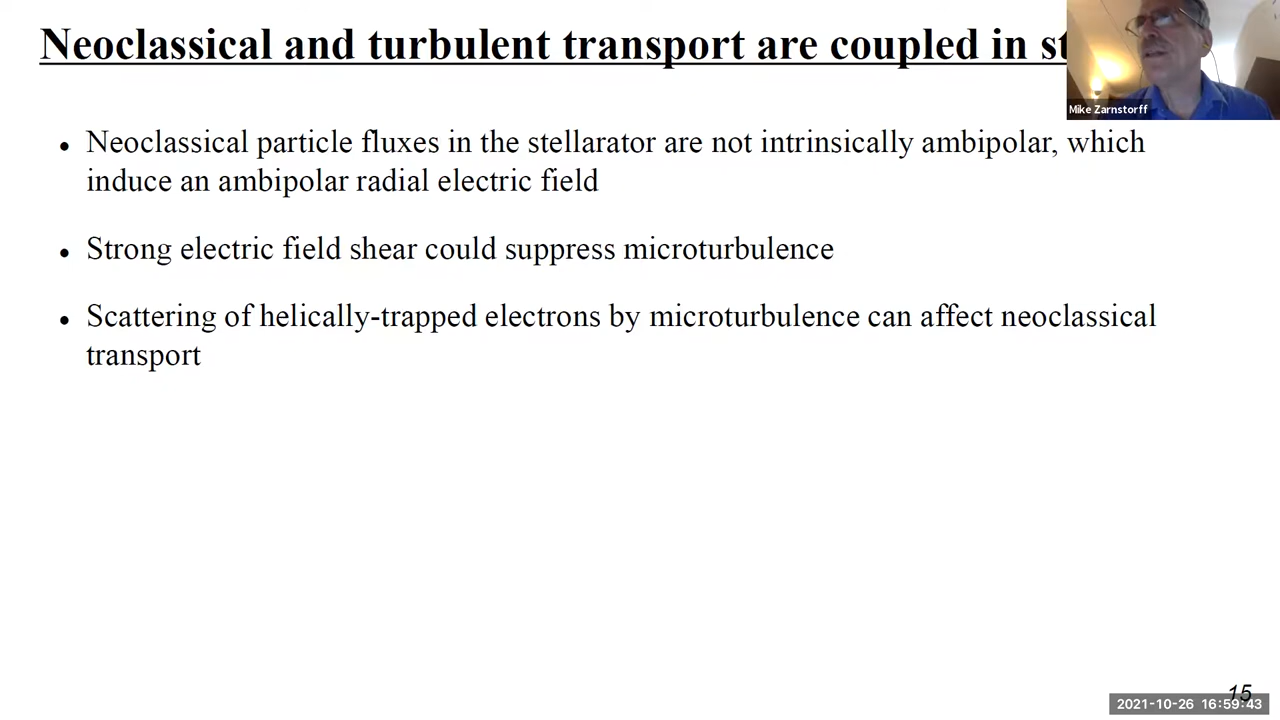 Neoclassical and turbulent transport are coupled in
Mike Zarnstorff
• Neoclassical particle fluxes in the stellarator are not intrinsically ambipolar, which
induce an ambipolar radial electric field
• Strong electric field shear could suppress microturbulence
• Scattering of helically-trapped electrons by microturbulence can affect neoclassical
transport
15
2021-10-26 16:59:43